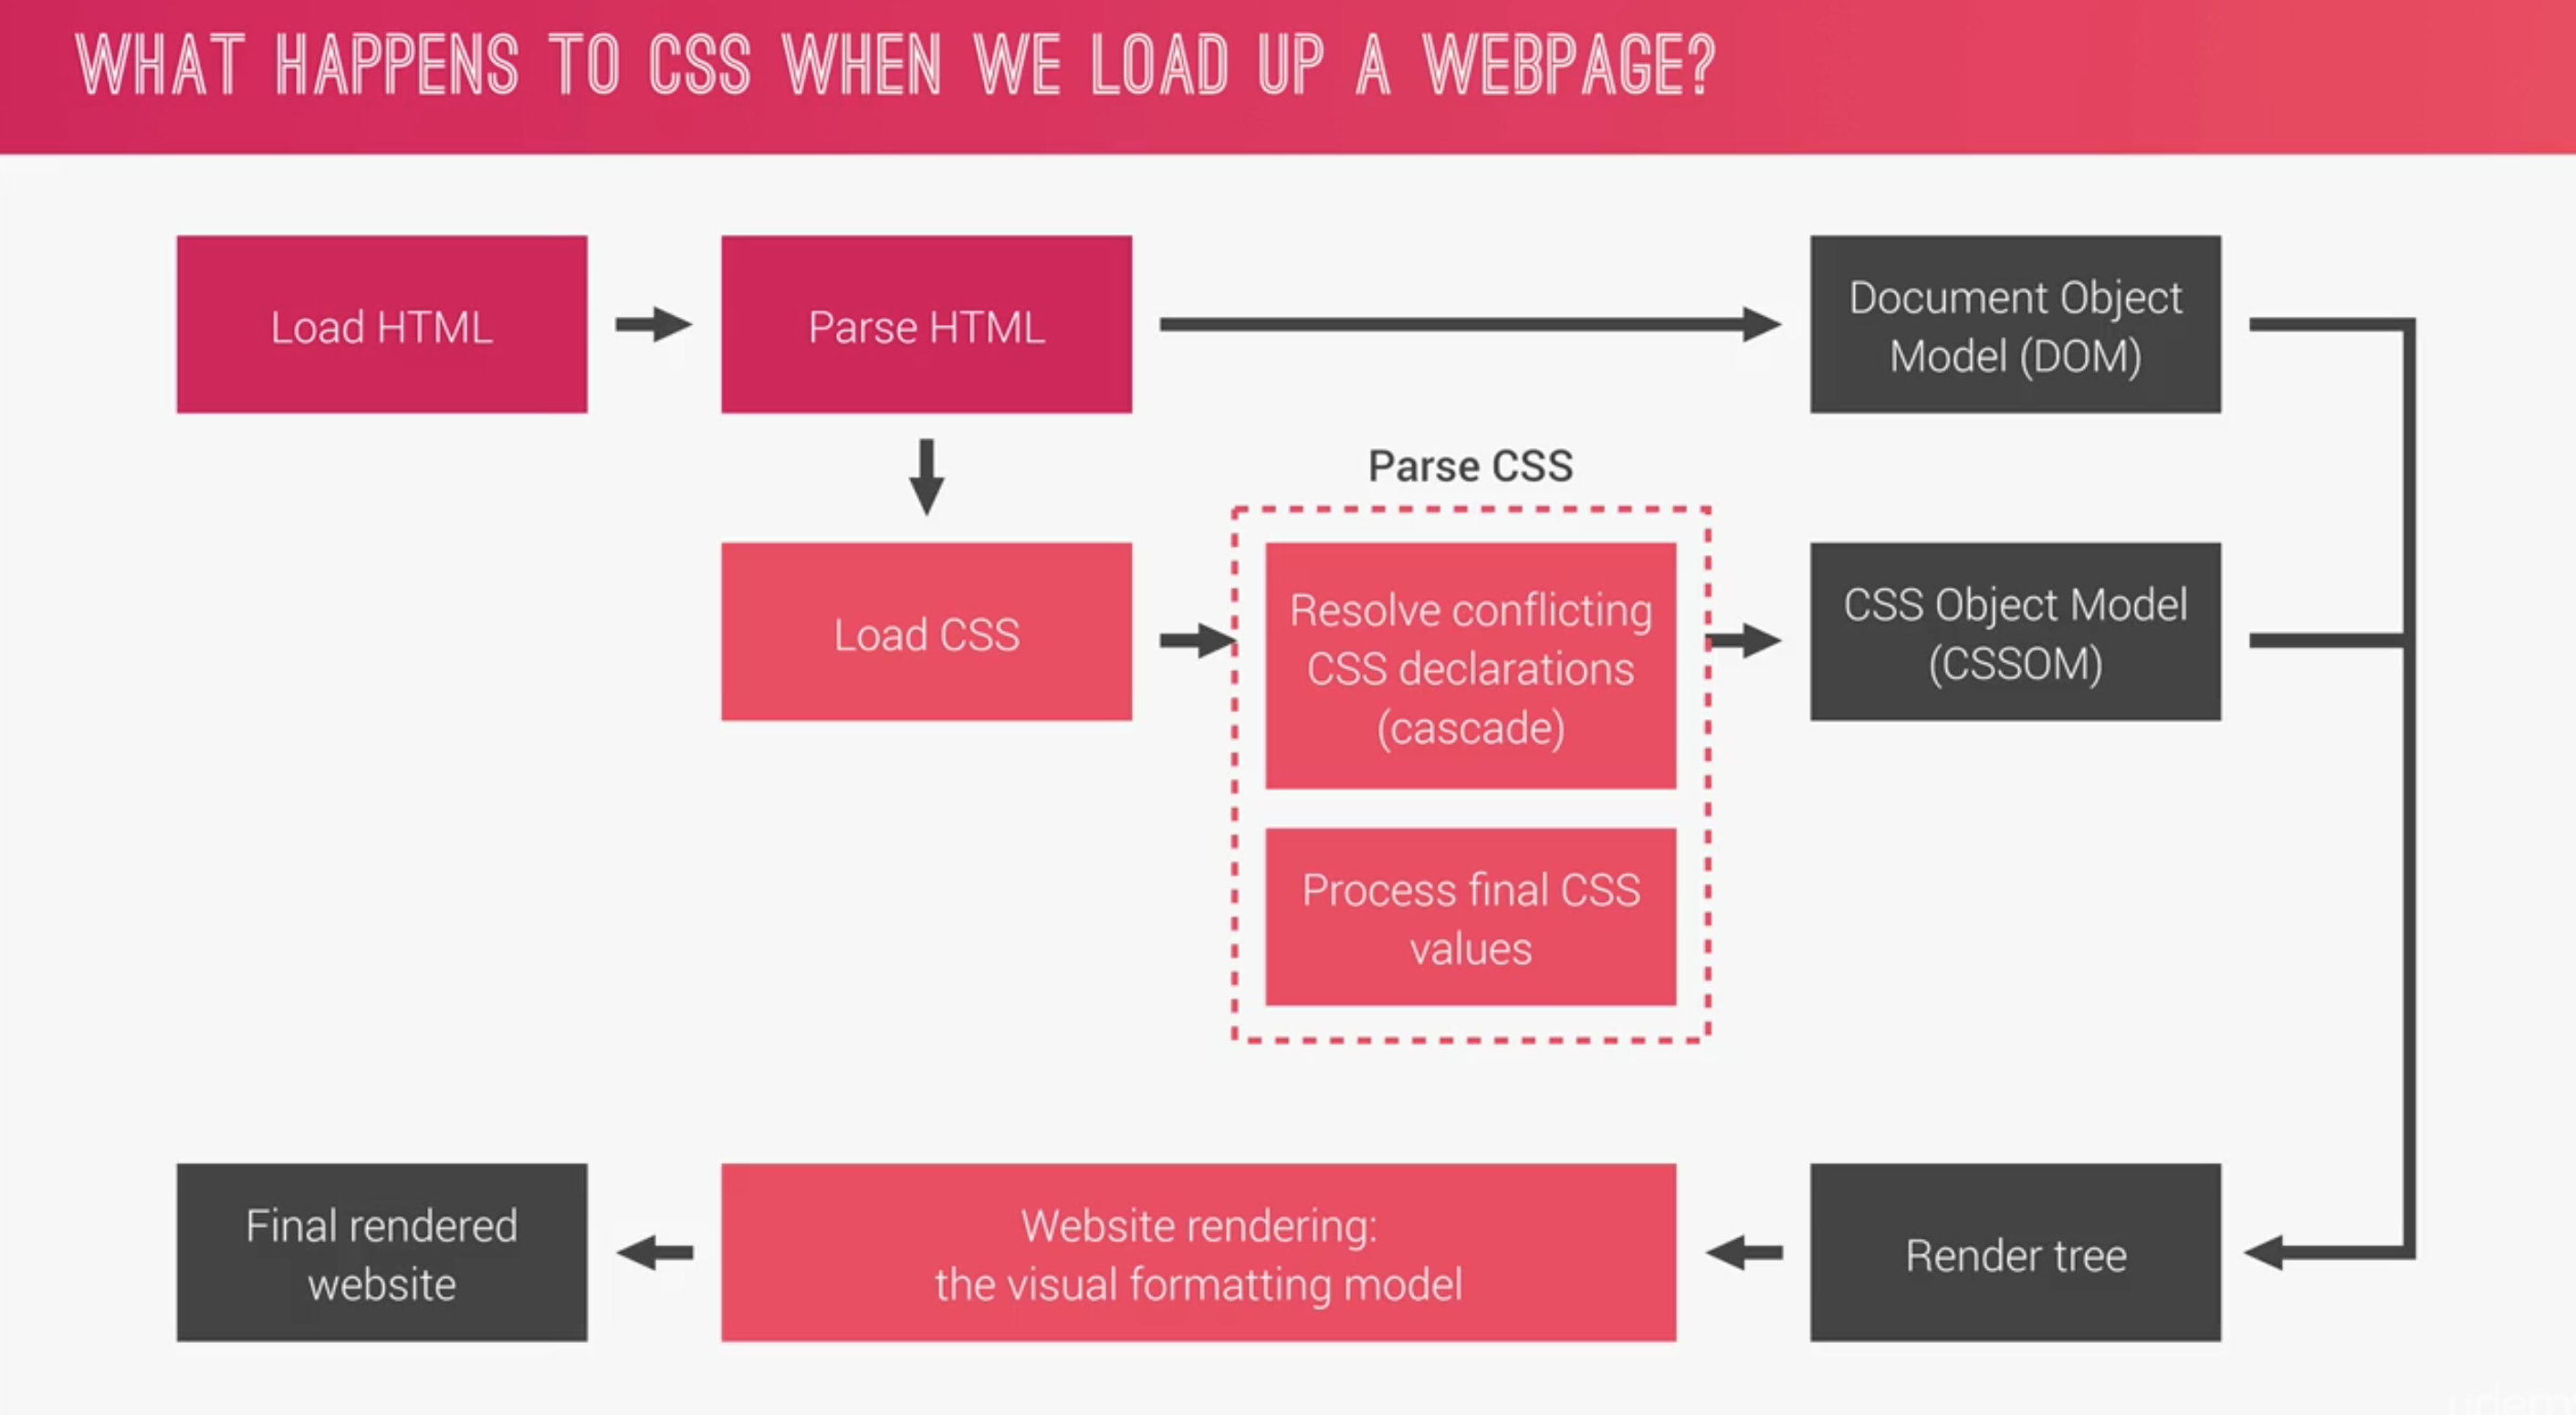 WHAT HAPPENS TO CSS WHEN WE LOAD UP A WEBPAGE?
Load HTML
Parse HTML
Document Object
Model (DOM)
Parse CSS
Load CSS
Resolve conflicting
CSS declarations
(cascade)
CSS Object Model
(CSSOM)
Process final CSS
values
Final rendered
website
Website rendering:
the visual formatting model
Render tree